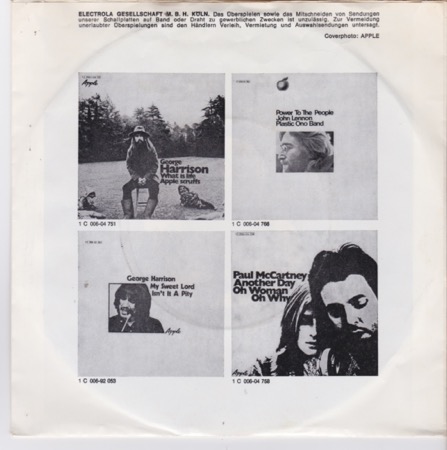 ELECTROLA GESELLSCHAFT M. B. H. KÖLN. Das Überspielen sowie das Mitschneiden von Sendungen
unserer Schallplatten auf Band oder Draht zu gewerblichen Zwecken ist unzulässig. Zur Vermeidung
unerlaubter Überspielungen sind den Händlern Verleih, Vermietung und Auswahlsendungen untersagt.
Coverphoto: APPLE
Apple
George
Harrison
What is life
Apple scruffs
1 C 006-04 751
Power To The People
John Lennon
Plastic Ono Band
1 C 006-04 766
George Harrison
My Sweet Lord
Isn't It A Pity
Apple
1 C 006-92 053
Paul McCartney
Another Day
Oh Woman
Oh Why
Apple
1 C 006-04 758